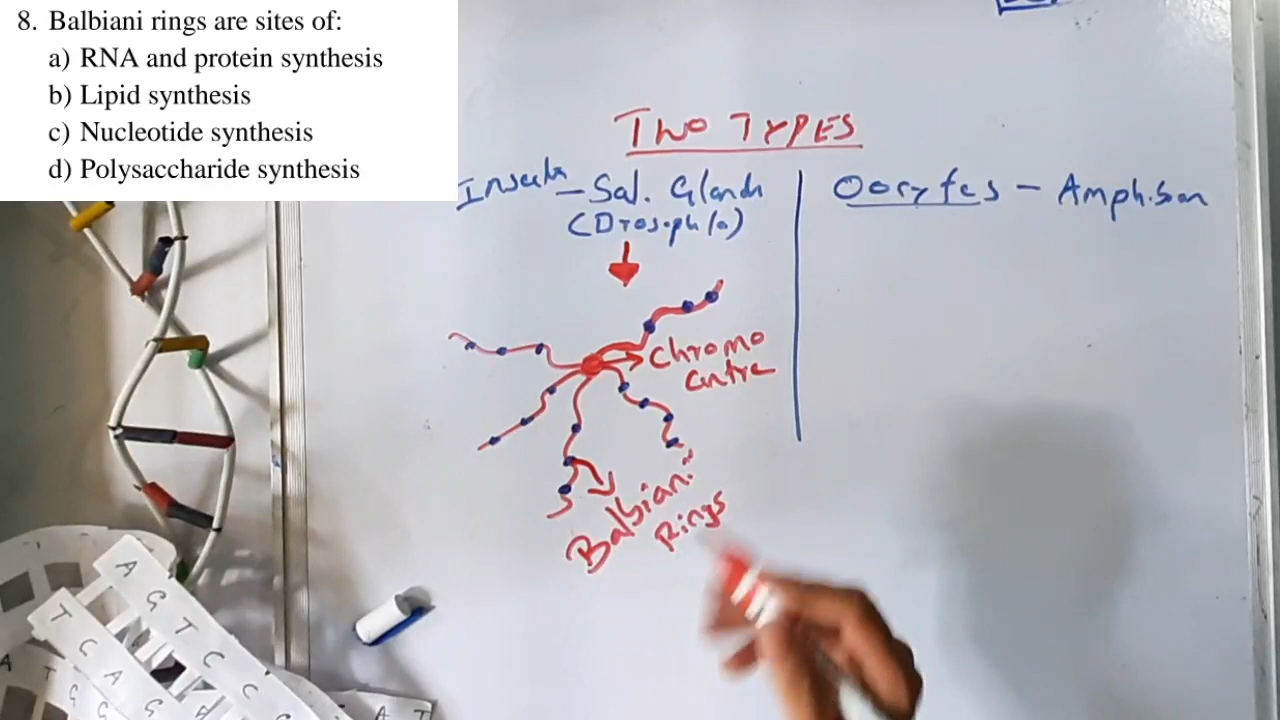 8. Balbiani rings are sites of:
a) RNA and protein synthesis
b) Lipid synthesis
c) Nucleotide synthesis
d) Polysaccharide synthesis
TWO TYPES
Insects - Sal. Glands
(Drosophla)
Oocytes - Amphibian
Chromo
centre
Balbiani
Rings
A
G
T
C
C
T
C
A
G
A
T
G
C
A
T